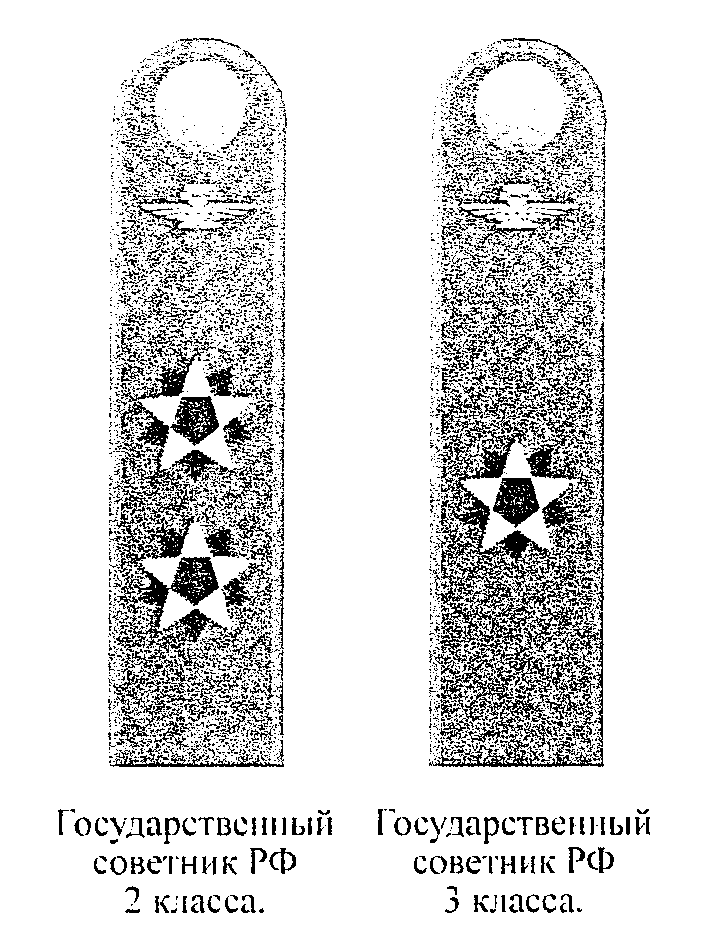 Государственный
советник РФ
2 класса.
Государственный
советник РФ
3 класса.